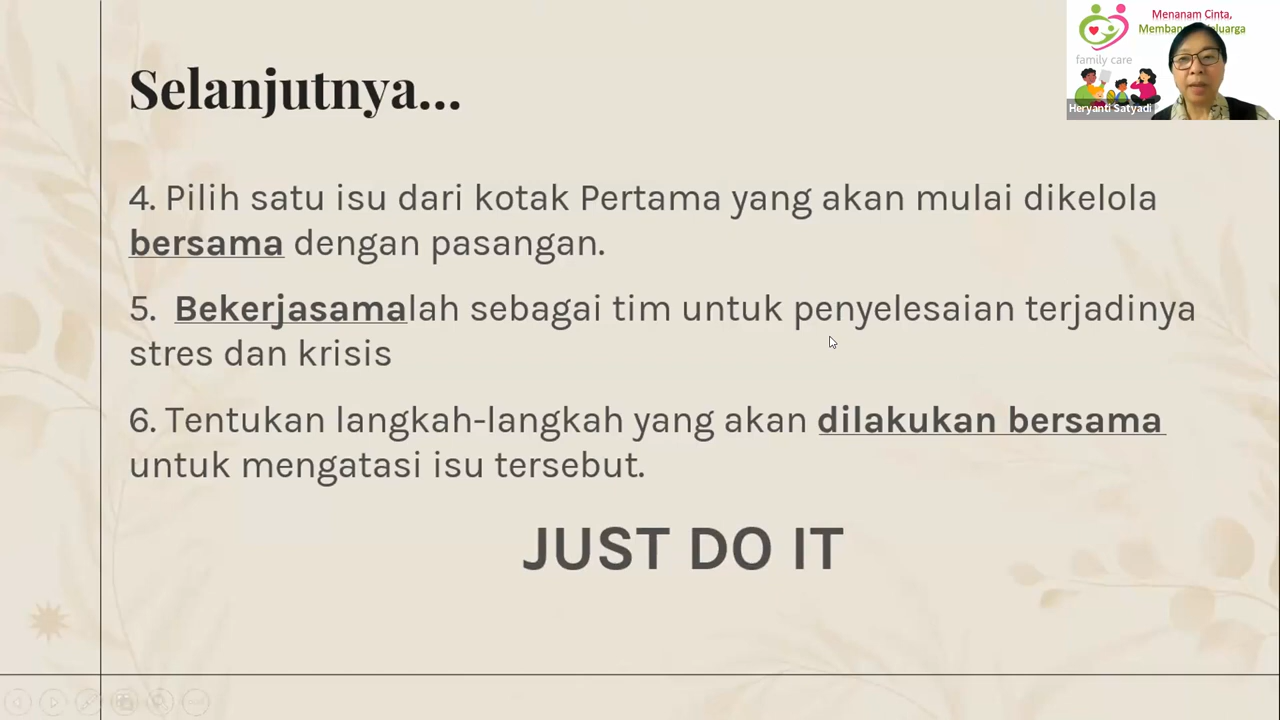 Selanjutnya...
4. Pilih satu isu dari kotak Pertama yang akan mulai dikelola
bersama dengan pasangan.
5. Bekerjasamalah sebagai tim untuk penyelesaian terjadinya
stres dan krisis
6. Tentukan langkah-langkah yang akan dilakukan bersama
untuk mengatasi isu tersebut.
JUST DO IT
Menanam Cinta,
family care
Heryanti Satyadi